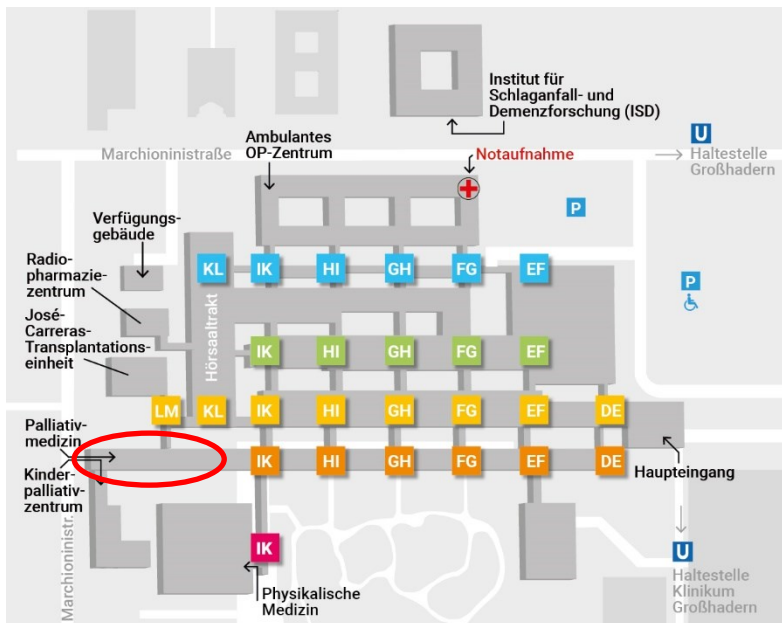 Institut für
Schlaganfall- und
Demenzforschung (ISD)
U
Haltestelle
Großhadern
Marchioninistraße
Ambulantes
OP-Zentrum
Notaufnahme
P
Verfügungs-
gebäude
Radio-
pharmazie-
zentrum
José-
Carreras-
Transplantations-
einheit
Hörsaaltrakt
KL IK HI GH FG EF
P
IK HI GH FG EF
LM KL IK HI GH FG EF DE
Palliativ-
medizin
Kinder-
palliativ-
zentrum
IK HI GH FG EF DE
Haupteingang
Marchioninistr.
IK
Physikalische
Medizin
U
Haltestelle
Klinikum
Großhadern